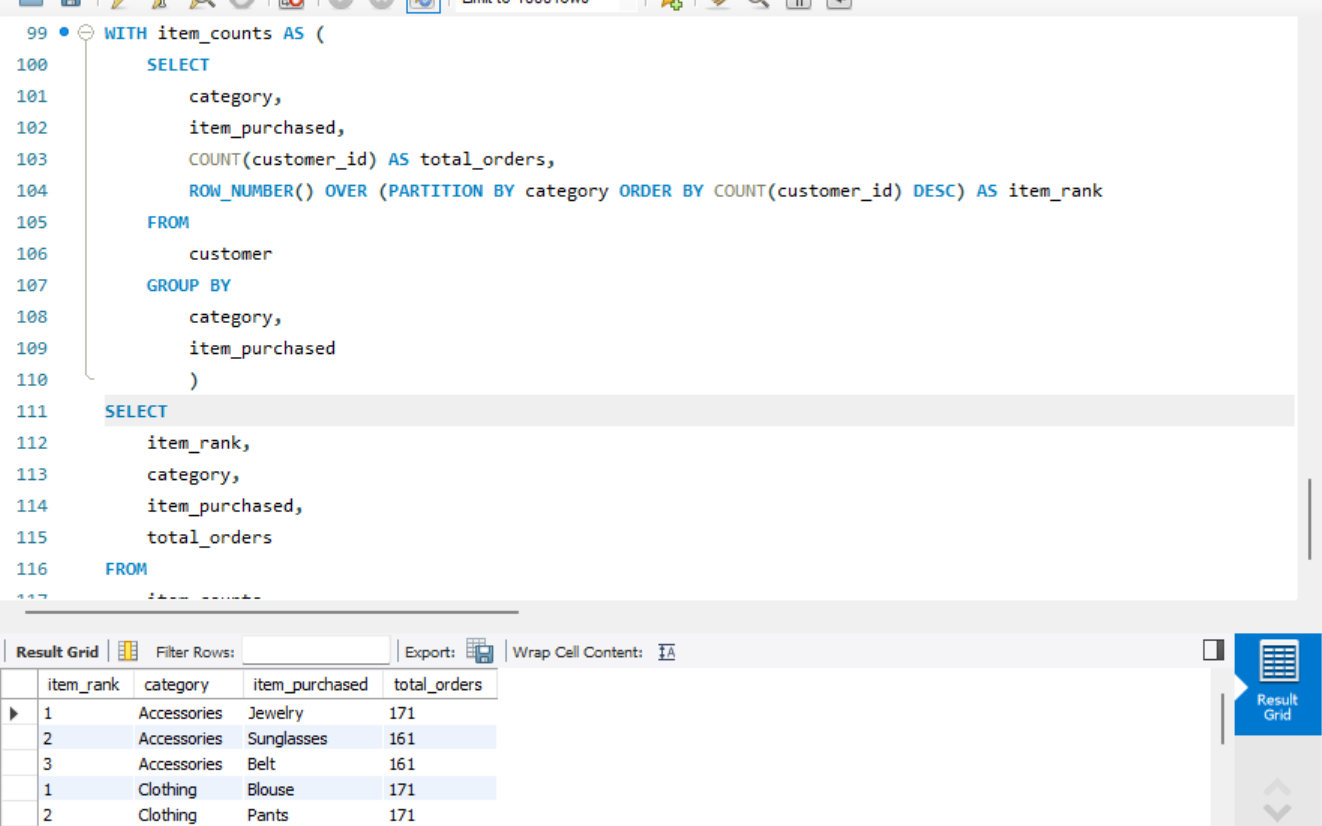 99 WITH item_counts AS (
100 SELECT
101 category,
102 item_purchased,
103 COUNT(customer_id) AS total_orders,
104 ROW_NUMBER() OVER (PARTITION BY category ORDER BY COUNT(customer_id) DESC) AS item_rank
105 FROM
106 customer
107 GROUP BY
108 category,
109 item_purchased
110 )
111 SELECT
112 item_rank,
113 category,
114 item_purchased,
115 total_orders
116 FROM
117 item_counts
Result Grid Filter Rows: Export: Wrap Cell Content:
item_rank category item_purchased total_orders
1 Accessories Jewelry 171
2 Accessories Sunglasses 161
3 Accessories Belt 161
1 Clothing Blouse 171
2 Clothing Pants 171
Result
Grid